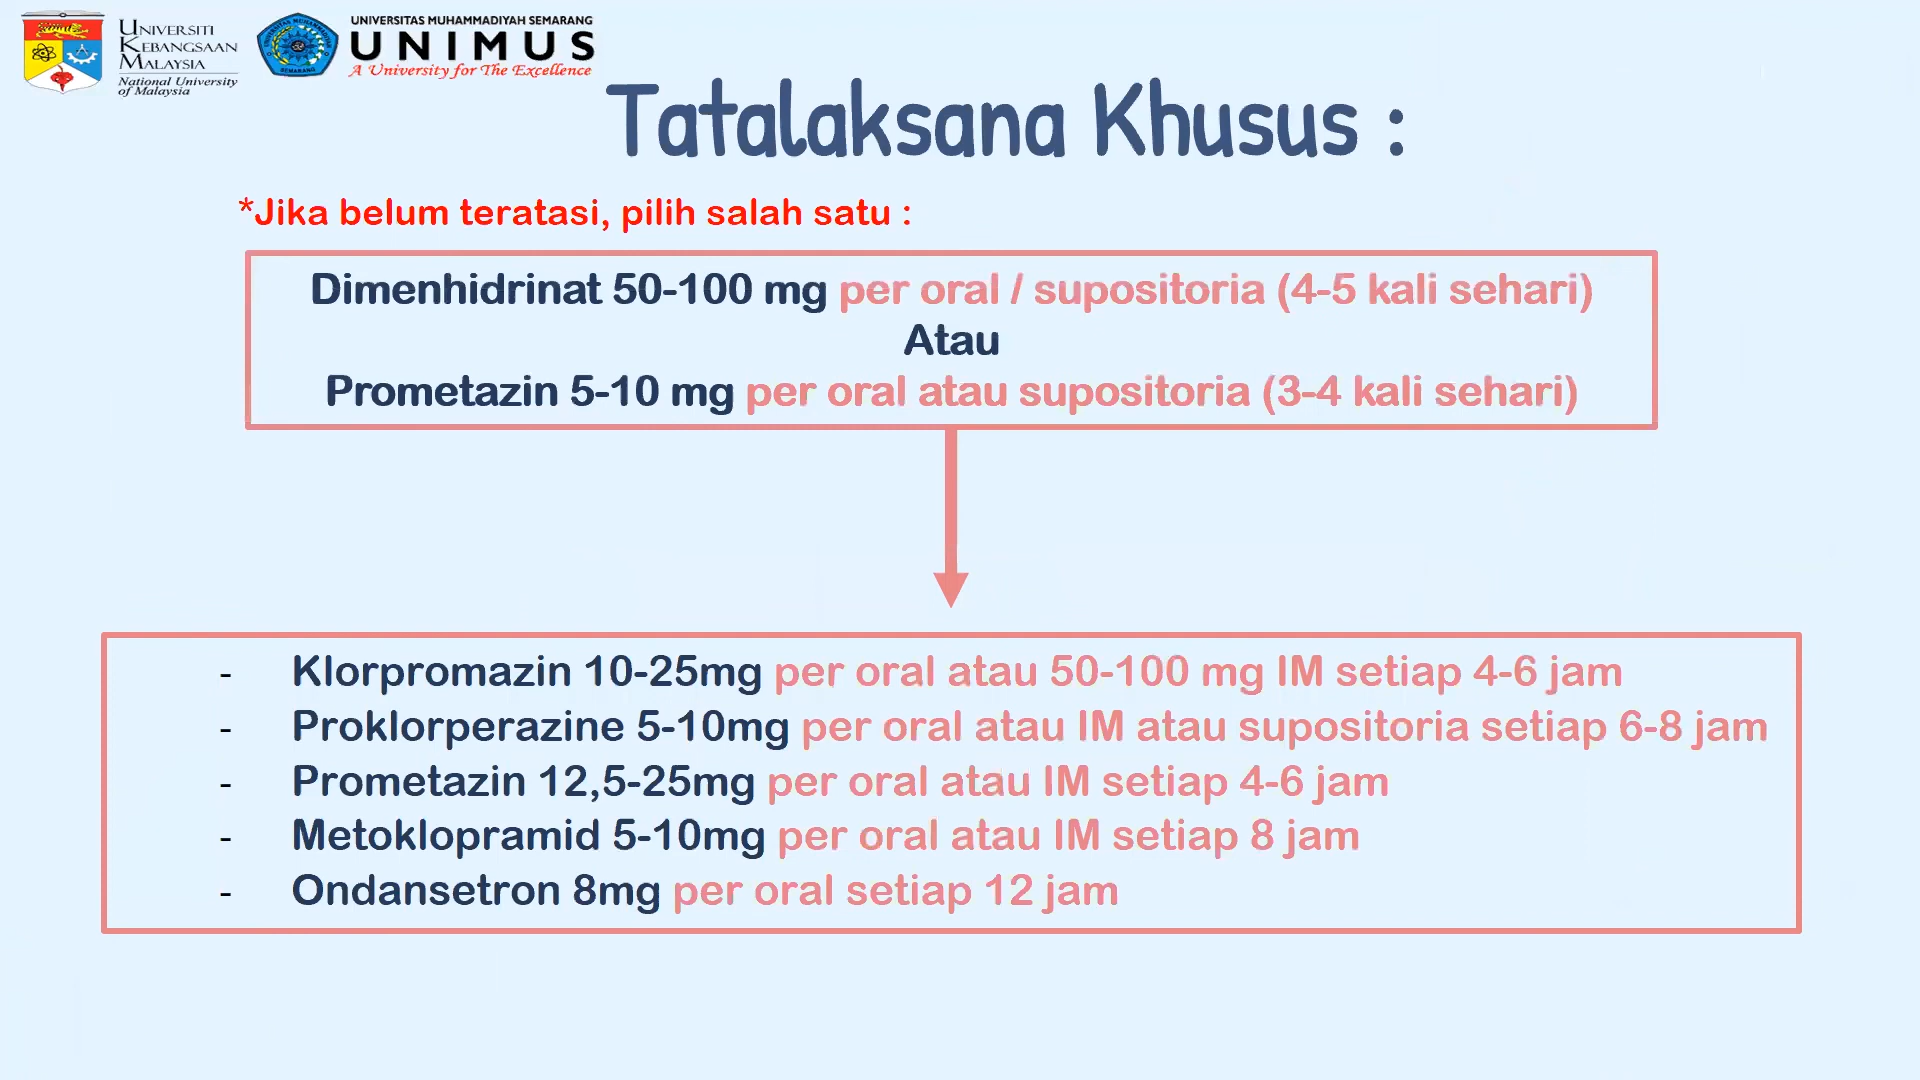 UNIVERSITI
KEBANGSAAN
MALAYSIA
National University
of Malaysia
UNIVERSITAS MUHAMMADIYAH SEMARANG
UNIMUS
A University for The Excellence
Tatalaksana Khusus :
*Jika belum teratasi, pilih salah satu :
Dimenhidrinat 50-100 mg per oral / supositoria (4-5 kali sehari)
Atau
Prometazin 5-10 mg per oral atau supositoria (3-4 kali sehari)
- Klorpromazin 10-25mg per oral atau 50-100 mg IM setiap 4-6 jam
- Proklorperazine 5-10mg per oral atau IM atau supositoria setiap 6-8 jam
- Prometazin 12,5-25mg per oral atau IM setiap 4-6 jam
- Metoklopramid 5-10mg per oral atau IM setiap 8 jam
- Ondansetron 8mg per oral setiap 12 jam